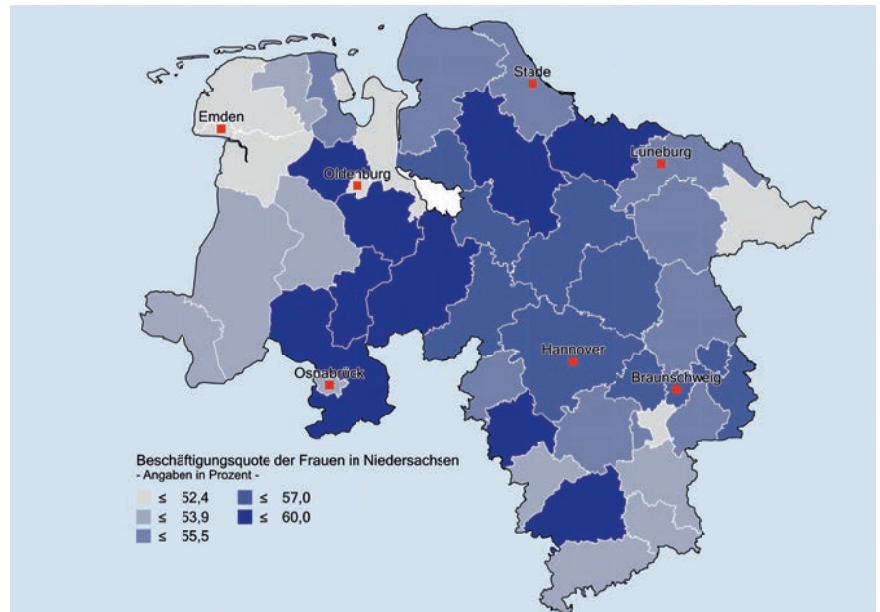 Stade
Emden
Lüneburg
Oldenburg
Hannover
Osnabrück
Braunschweig
Beschäftigungsquote der Frauen in Niedersachsen
- Angaben in Prozent -
≤ 52,4 ≤ 57,0
≤ 53,9 ≤ 60,0
≤ 55,5